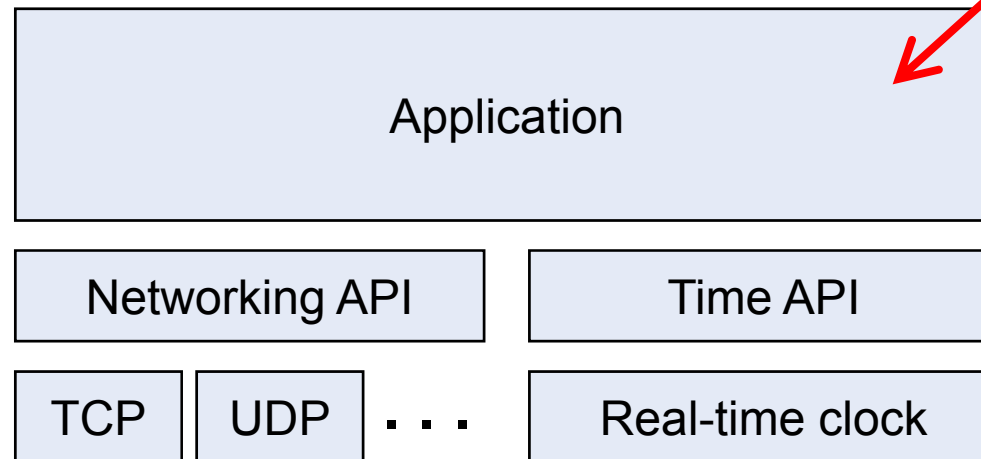 Application
Networking API
Time API
TCP
UDP
. . .
Real-time clock